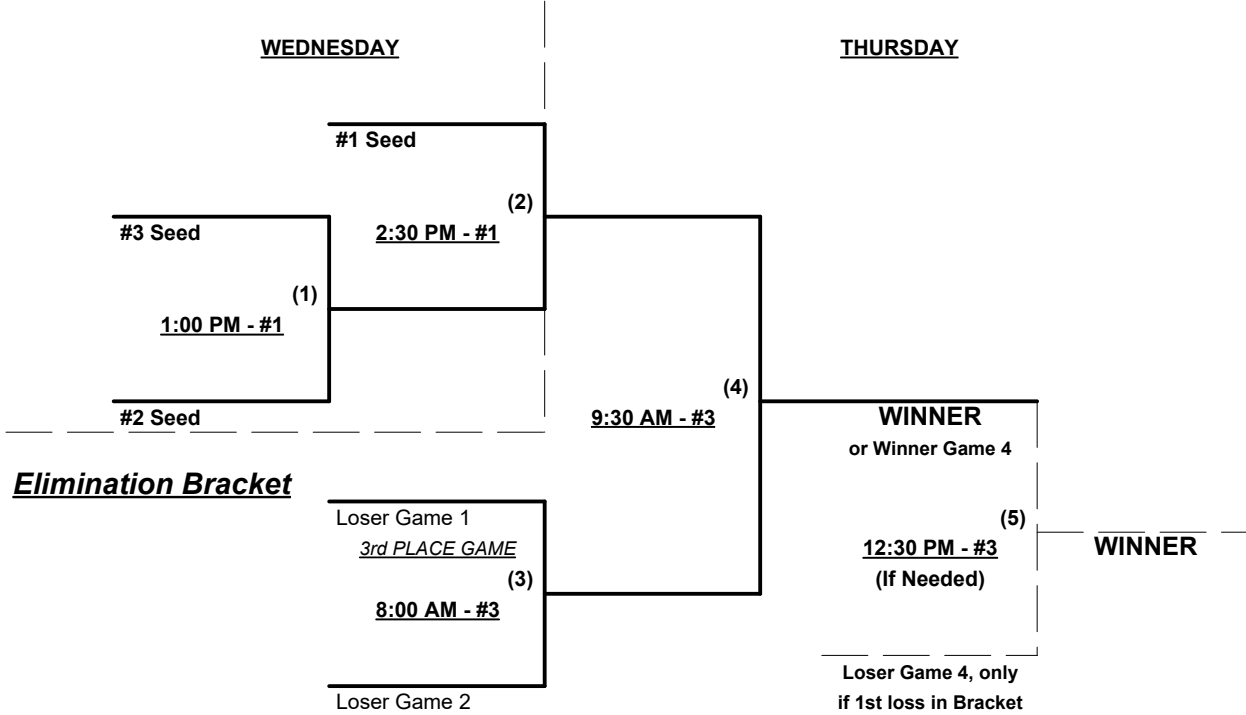 WEDNESDAY
THURSDAY
#1 Seed
(2)
#3 Seed
2:30 PM - #1
(1)
1:00 PM - #1
(4)
#2 Seed
9:30 AM - #3
WINNER
or Winner Game 4
Elimination Bracket
Loser Game 1
(5)
3rd PLACE GAME
12:30 PM - #3
WINNER
(3)
(If Needed)
8:00 AM - #3
Loser Game 4, only
Loser Game 2
if 1st loss in Bracket